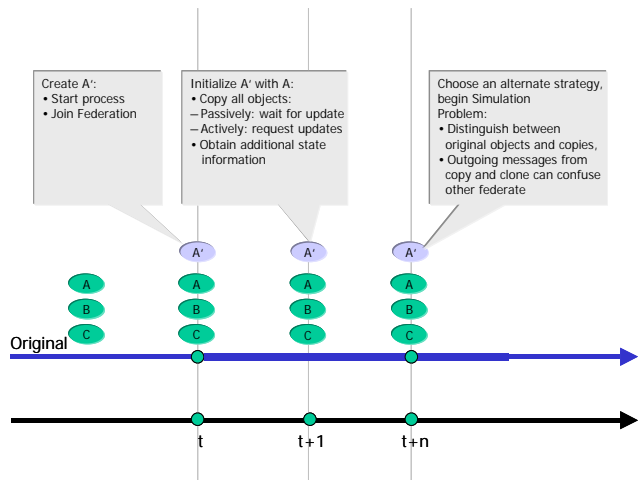 Create A':
• Start process
• Join Federation
Initialize A' with A:
• Copy all objects:
– Passively: wait for update
– Actively: request updates
• Obtain additional state
information
Choose an alternate strategy,
begin Simulation
Problem:
• Distinguish between
original objects and copies,
• Outgoing messages from
copy and clone can confuse
other federate
A' A' A'
A A A A
B B B B
C C C C
Original
t t+1 t+n